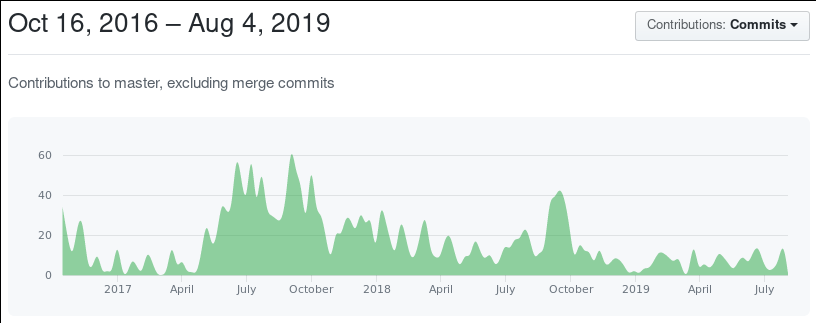 Oct 16, 2016 – Aug 4, 2019
Contributions: Commits
Contributions to master, excluding merge commits
60
40
20
0
2017 April July October 2018 April July October 2019 April July